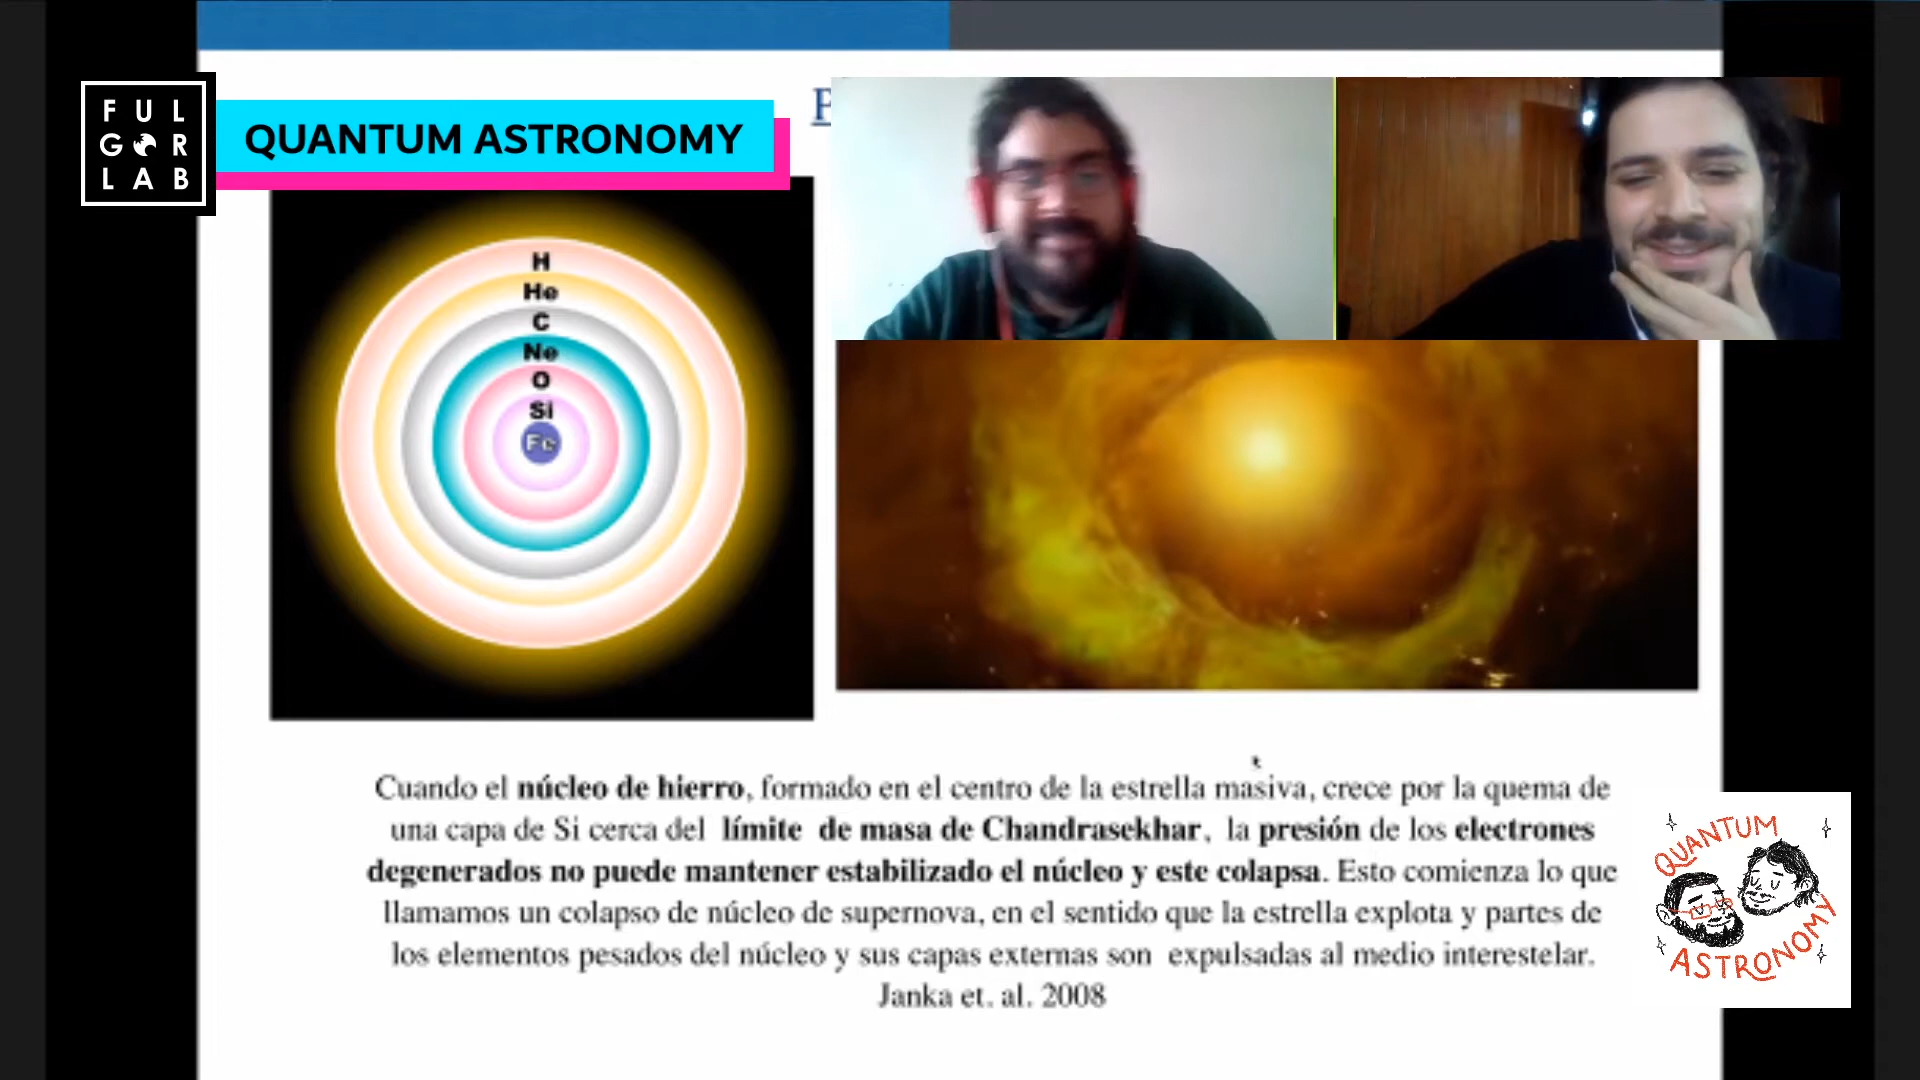 FUL
GOR
LAB
QUANTUM ASTRONOMY
H
He
C
Ne
O
Si
Fe
Cuando el núcleo de hierro, formado en el centro de la estrella masiva, crece por la quema de
una capa de Si cerca del límite de masa de Chandrasekhar, la presión de los electrones
degenerados no puede mantener estabilizado el núcleo y este colapsa. Esto comienza lo que
llamamos un colapso de núcleo de supernova, en el sentido que la estrella explota y partes de
los elementos pesados del núcleo y sus capas externas son expulsadas al medio interestelar.
Janka et. al. 2008
QUANTUM
ASTRONOMY